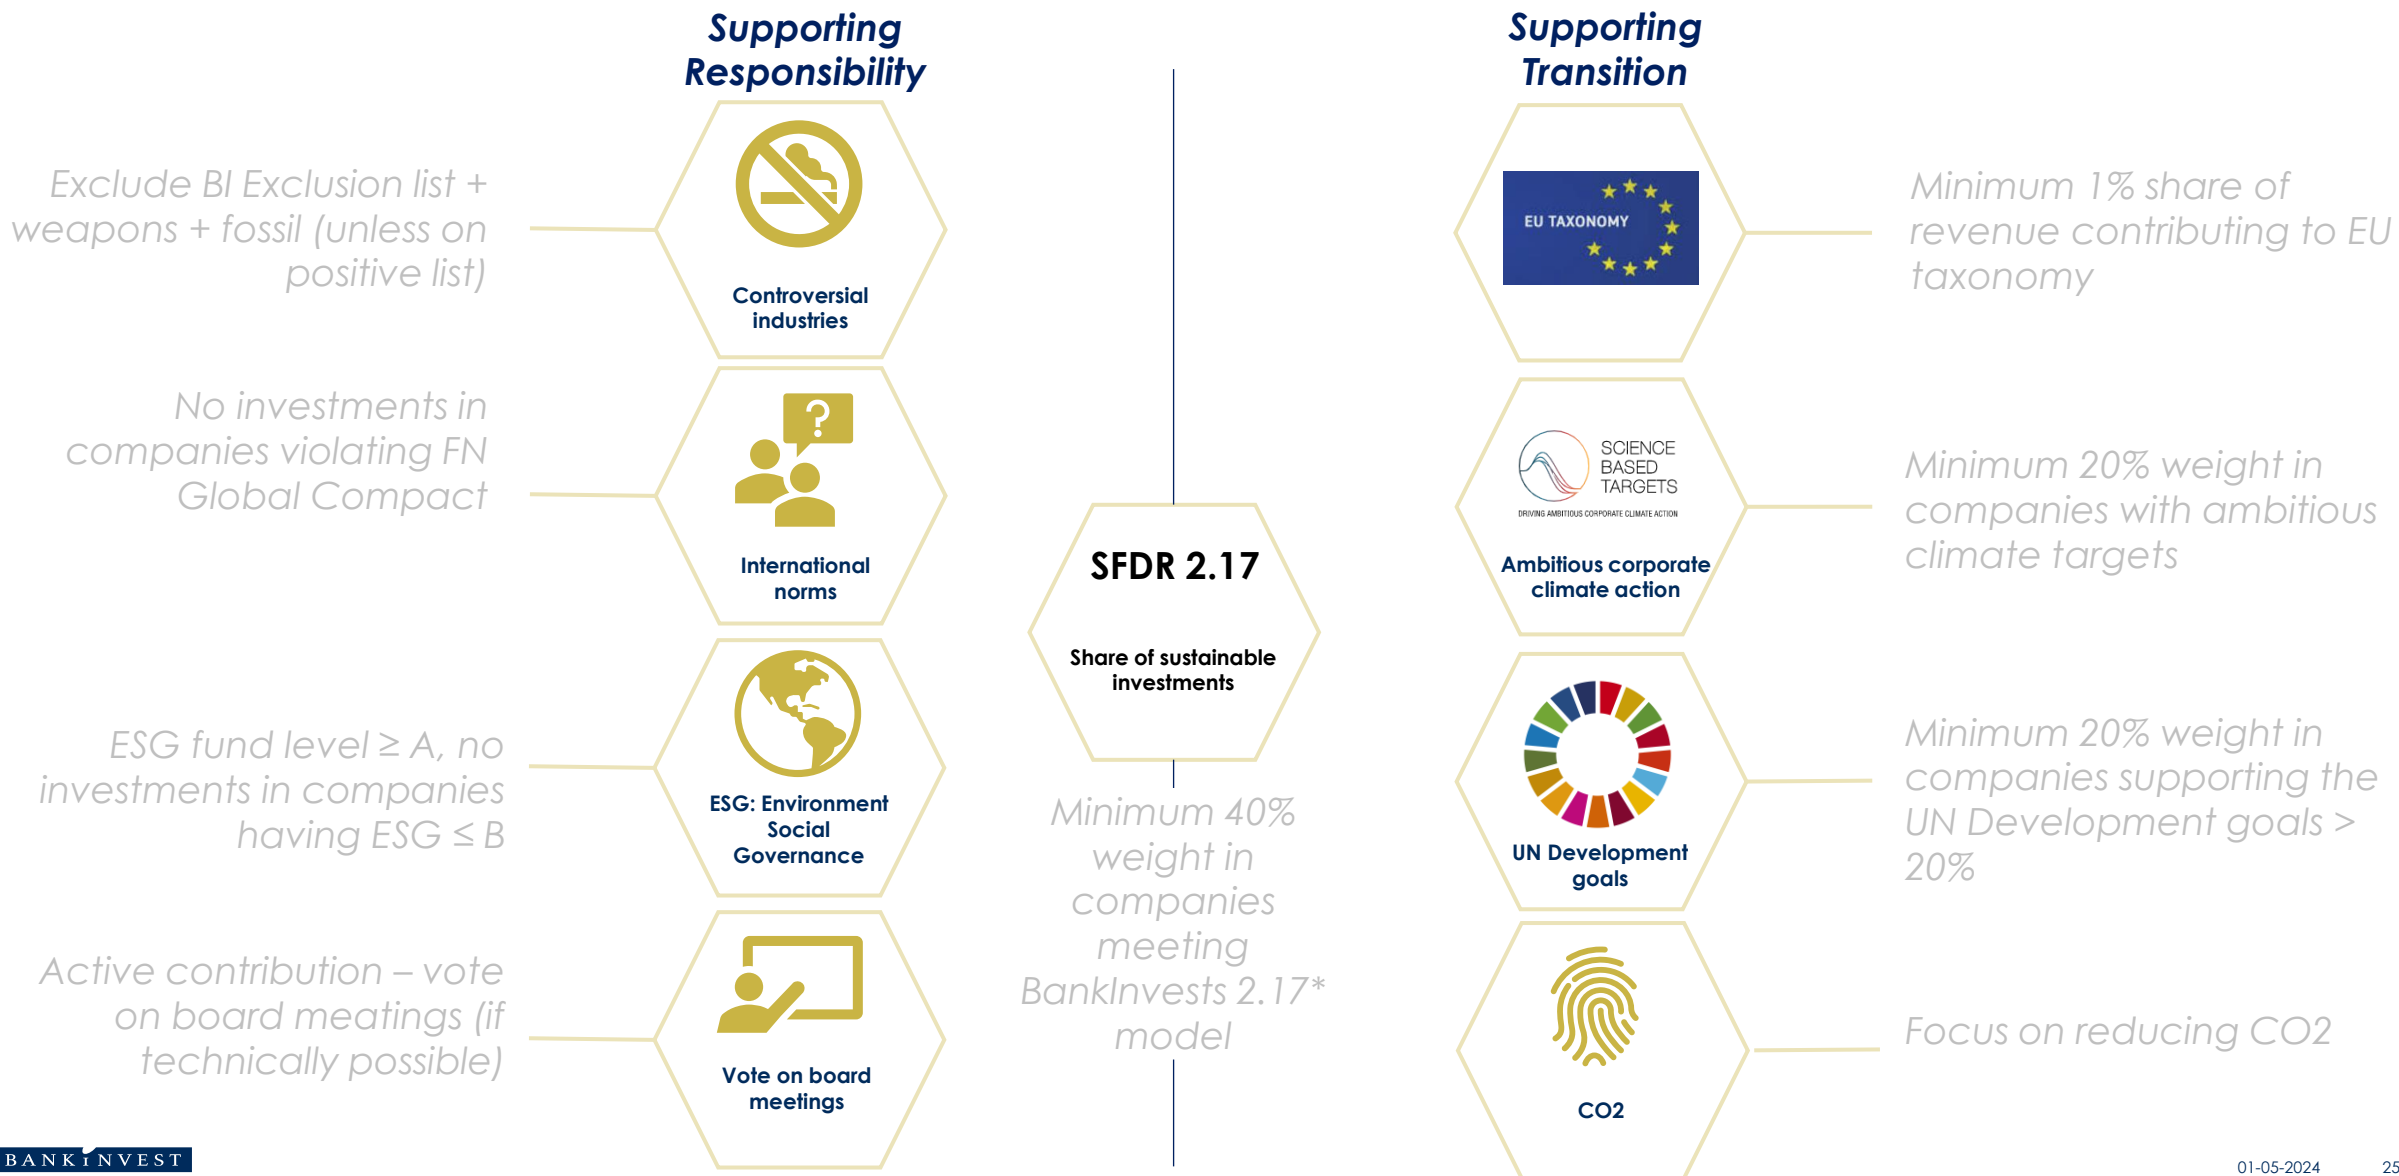 Supporting
Responsibility
Exclude BI Exclusion list +
weapons + fossil (unless on
positive list)
Controversial
industries
No investments in
companies violating FN
Global Compact
?
International
norms
ESG fund level ≥ A, no
investments in companies
having ESG ≤ B
ESG: Environment
Social
Governance
Active contribution – vote
on board meatings (if
technically possible)
Vote on board
meetings
SFDR 2.17
Share of sustainable
investments
Minimum 40%
weight in
companies
meeting
BankInvests 2.17*
model
Supporting
Transition
EU TAXONOMY
Minimum 1% share of
revenue contributing to EU
taxonomy
SCIENCE
BASED
TARGETS
DRIVING AMBITIOUS CORPORATE CLIMATE ACTION
Ambitious corporate
climate action
Minimum 20% weight in
companies with ambitious
climate targets
UN Development
goals
Minimum 20% weight in
companies supporting the
UN Development goals >
20%
CO2
Focus on reducing CO2
BANKINVEST
01-05-2024 25